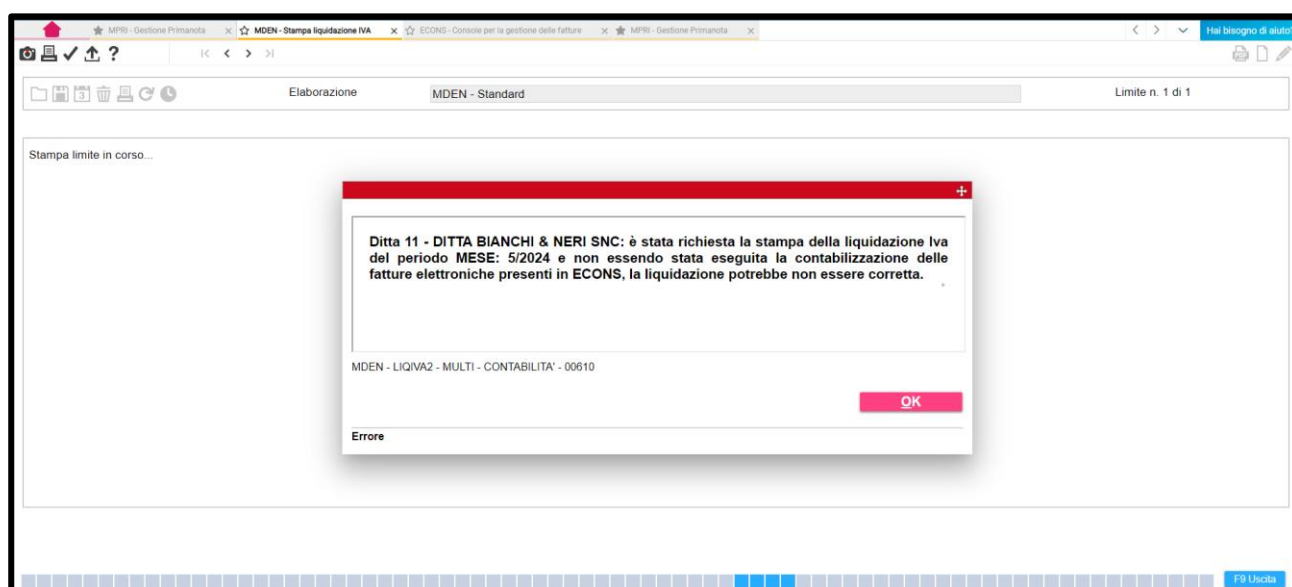 MPRI - Gestione Primanota
MDEN - Stampa liquidazione IVA
ECONS - Console per la gestione delle fatture
MPRI - Gestione Primanota
Hai bisogno di aiuto?
Elaborazione
MDEN - Standard
Limite n. 1 di 1
Stampa limite in corso...
Ditta 11 - DITTA BIANCHI & NERI SNC: è stata richiesta la stampa della liquidazione Iva
del periodo MESE: 5/2024 e non essendo stata eseguita la contabilizzazione delle
fatture elettroniche presenti in ECONS, la liquidazione potrebbe non essere corretta.
MDEN - LIQIVA2 - MULTI - CONTABILITA' - 00610
OK
Errore
F9 Uscita